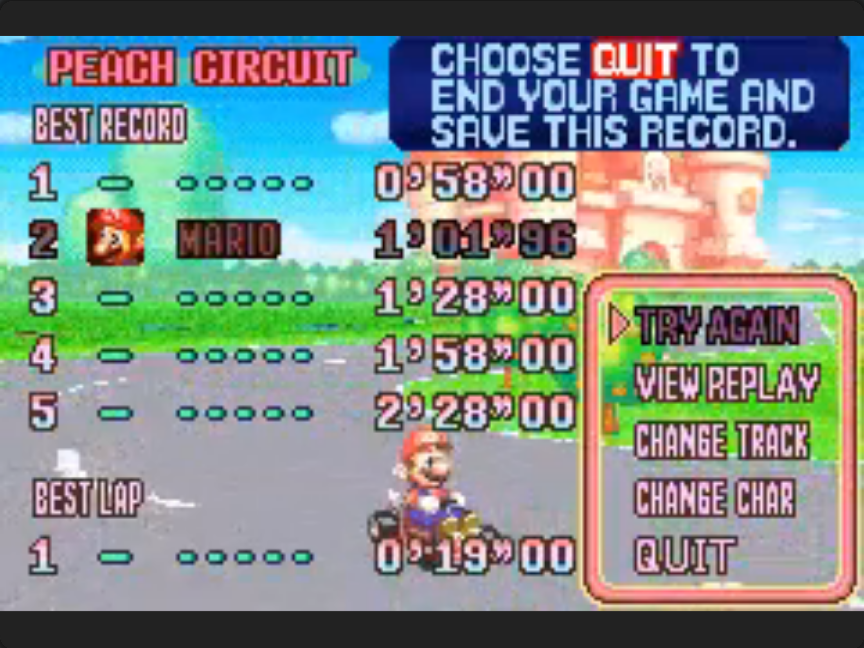 PEACH CIRCUIT
CHOOSE QUIT TO
END YOUR GAME AND
SAVE THIS RECORD.
BEST RECORD
1 - ----- 0'58"00
2 MARIO 1'01"96
3 - ----- 1'28"00
4 - ----- 1'58"00
5 - ----- 2'28"00
BEST LAP
1 - ----- 0'19"00
TRY AGAIN
VIEW REPLAY
CHANGE TRACK
CHANGE CHAR
QUIT